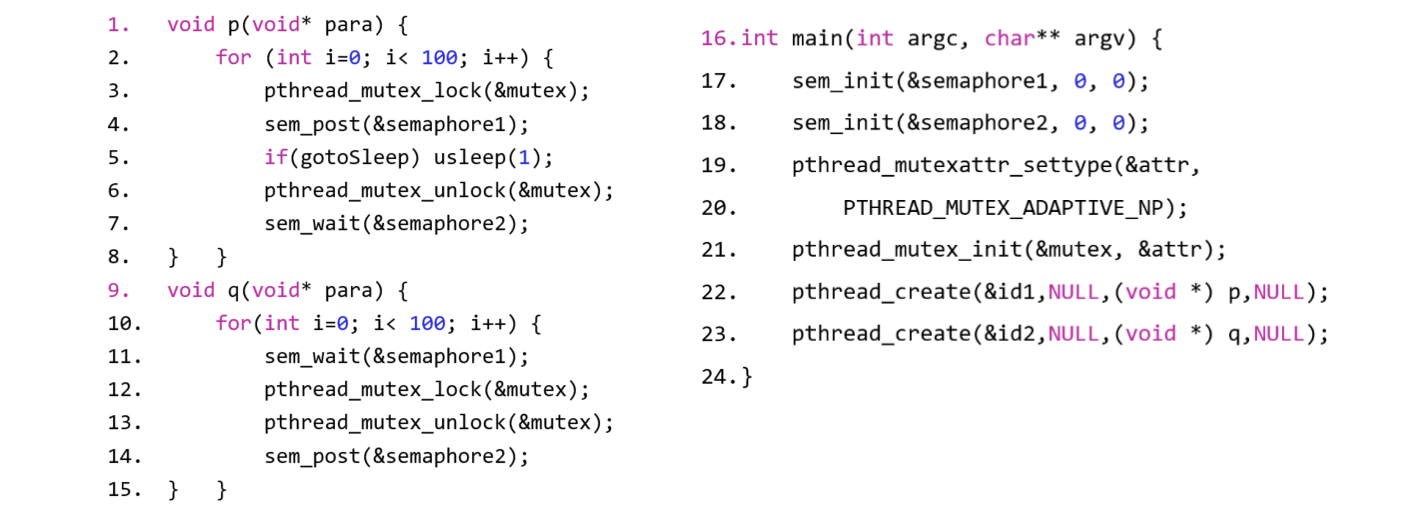 1. void p(void* para) {
2. for (int i=0; i< 100; i++) {
3. pthread_mutex_lock(&mutex);
4. sem_post(&semaphore1);
5. if(gotoSleep) usleep(1);
6. pthread_mutex_unlock(&mutex);
7. sem_wait(&semaphore2);
8. } }
9. void q(void* para) {
10. for(int i=0; i< 100; i++) {
11. sem_wait(&semaphore1);
12. pthread_mutex_lock(&mutex);
13. pthread_mutex_unlock(&mutex);
14. sem_post(&semaphore2);
15. } }
16.int main(int argc, char** argv) {
17. sem_init(&semaphore1, 0, 0);
18. sem_init(&semaphore2, 0, 0);
19. pthread_mutexattr_settype(&attr,
20. PTHREAD_MUTEX_ADAPTIVE_NP);
21. pthread_mutex_init(&mutex, &attr);
22. pthread_create(&id1,NULL,(void *) p,NULL);
23. pthread_create(&id2,NULL,(void *) q,NULL);
24.}